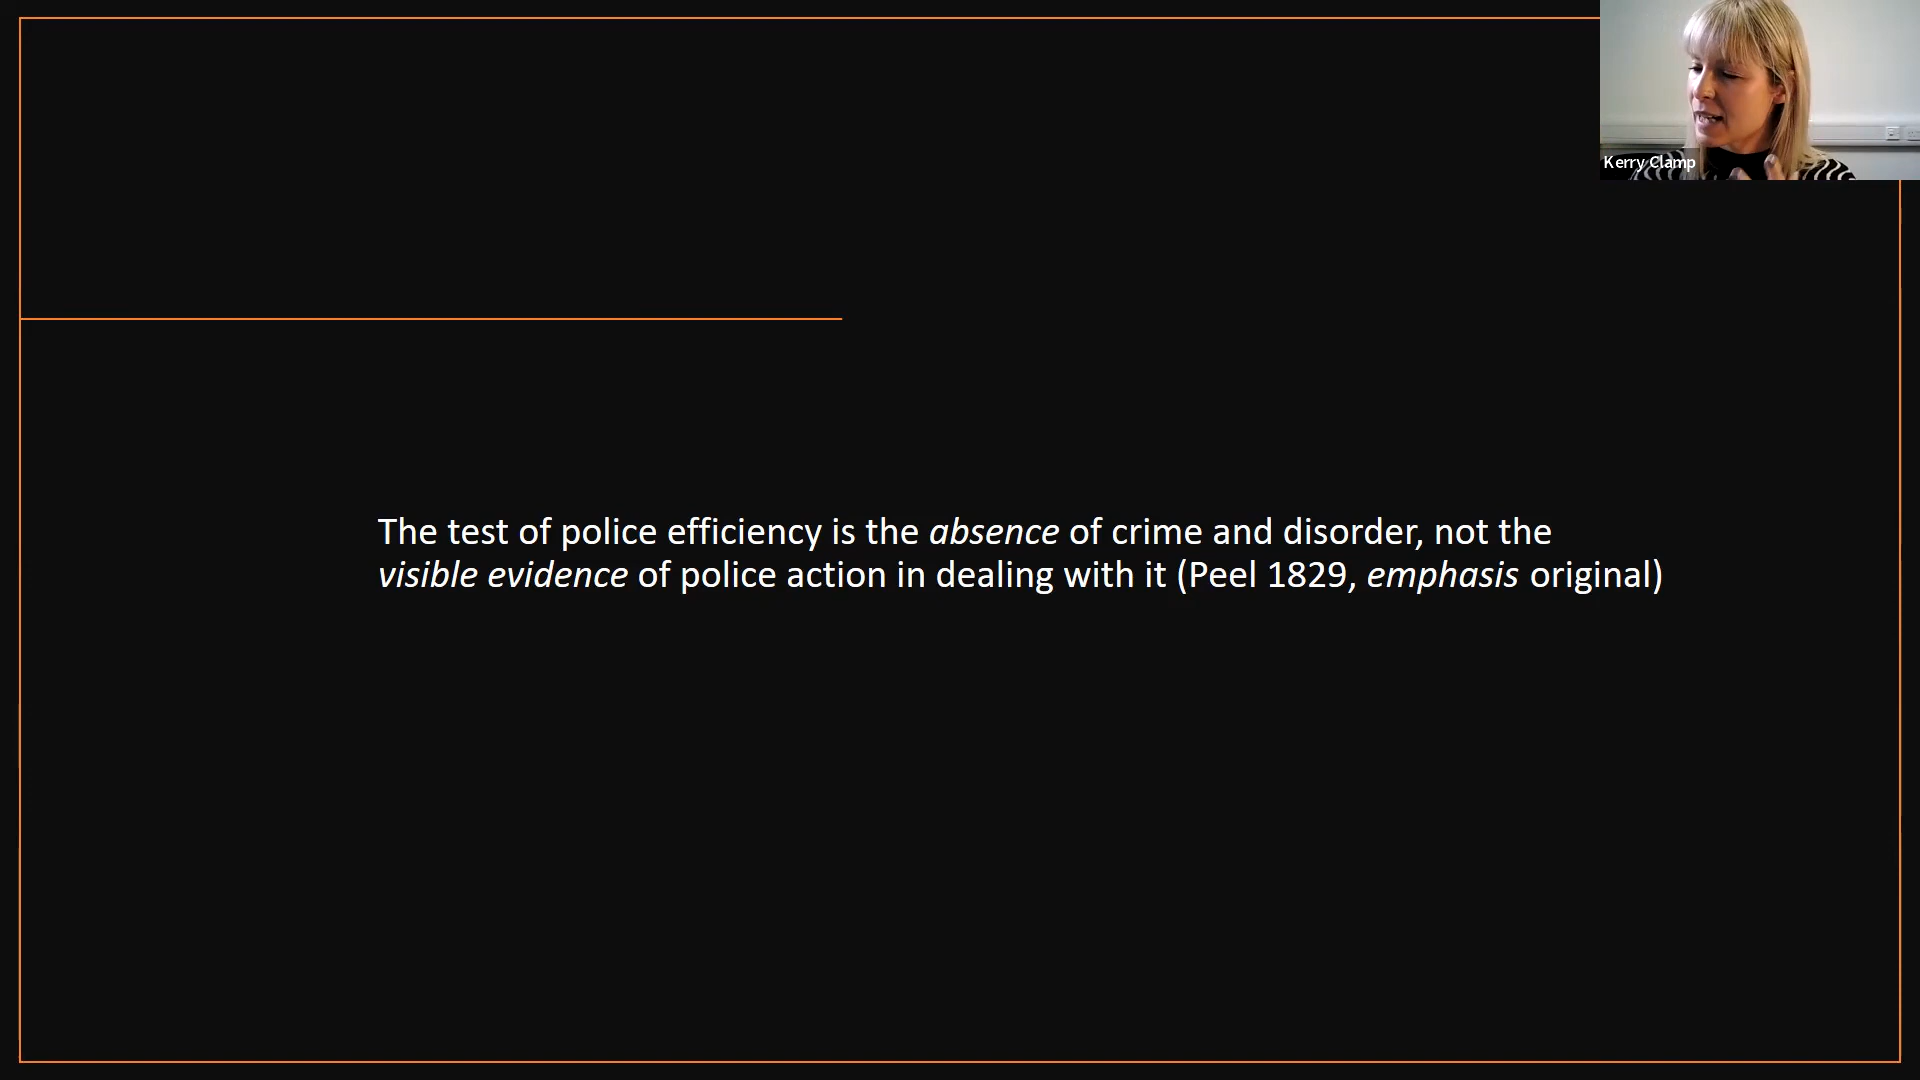 Kerry Clamp
The test of police efficiency is the absence of crime and disorder, not the
visible evidence of police action in dealing with it (Peel 1829, emphasis original)